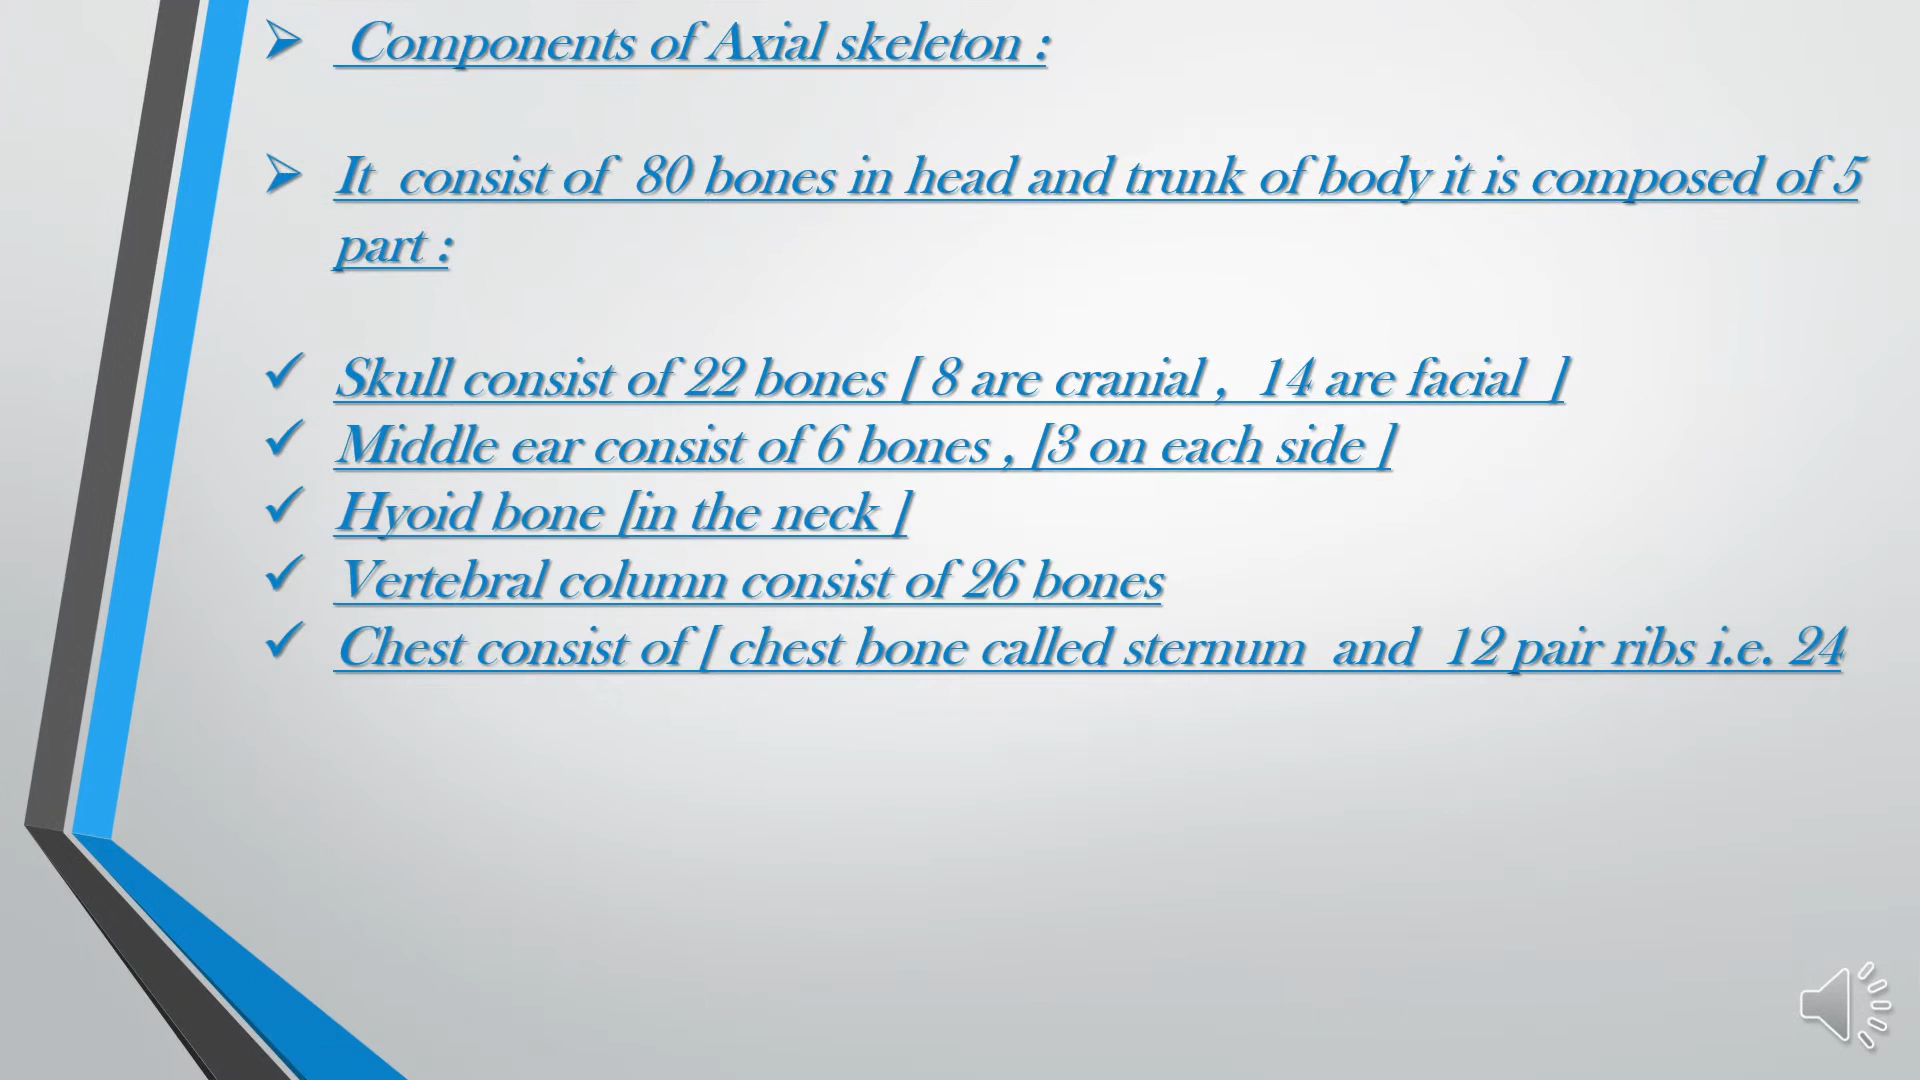 Components of Axial skeleton :
It consist of 80 bones in head and trunk of body it is composed of 5
part :
Skull consist of 22 bones [ 8 are cranial , 14 are facial ]
Middle ear consist of 6 bones , [3 on each side ]
Hyoid bone [in the neck ]
Vertebral column consist of 26 bones
Chest consist of [ chest bone called sternum and 12 pair ribs i.e. 24